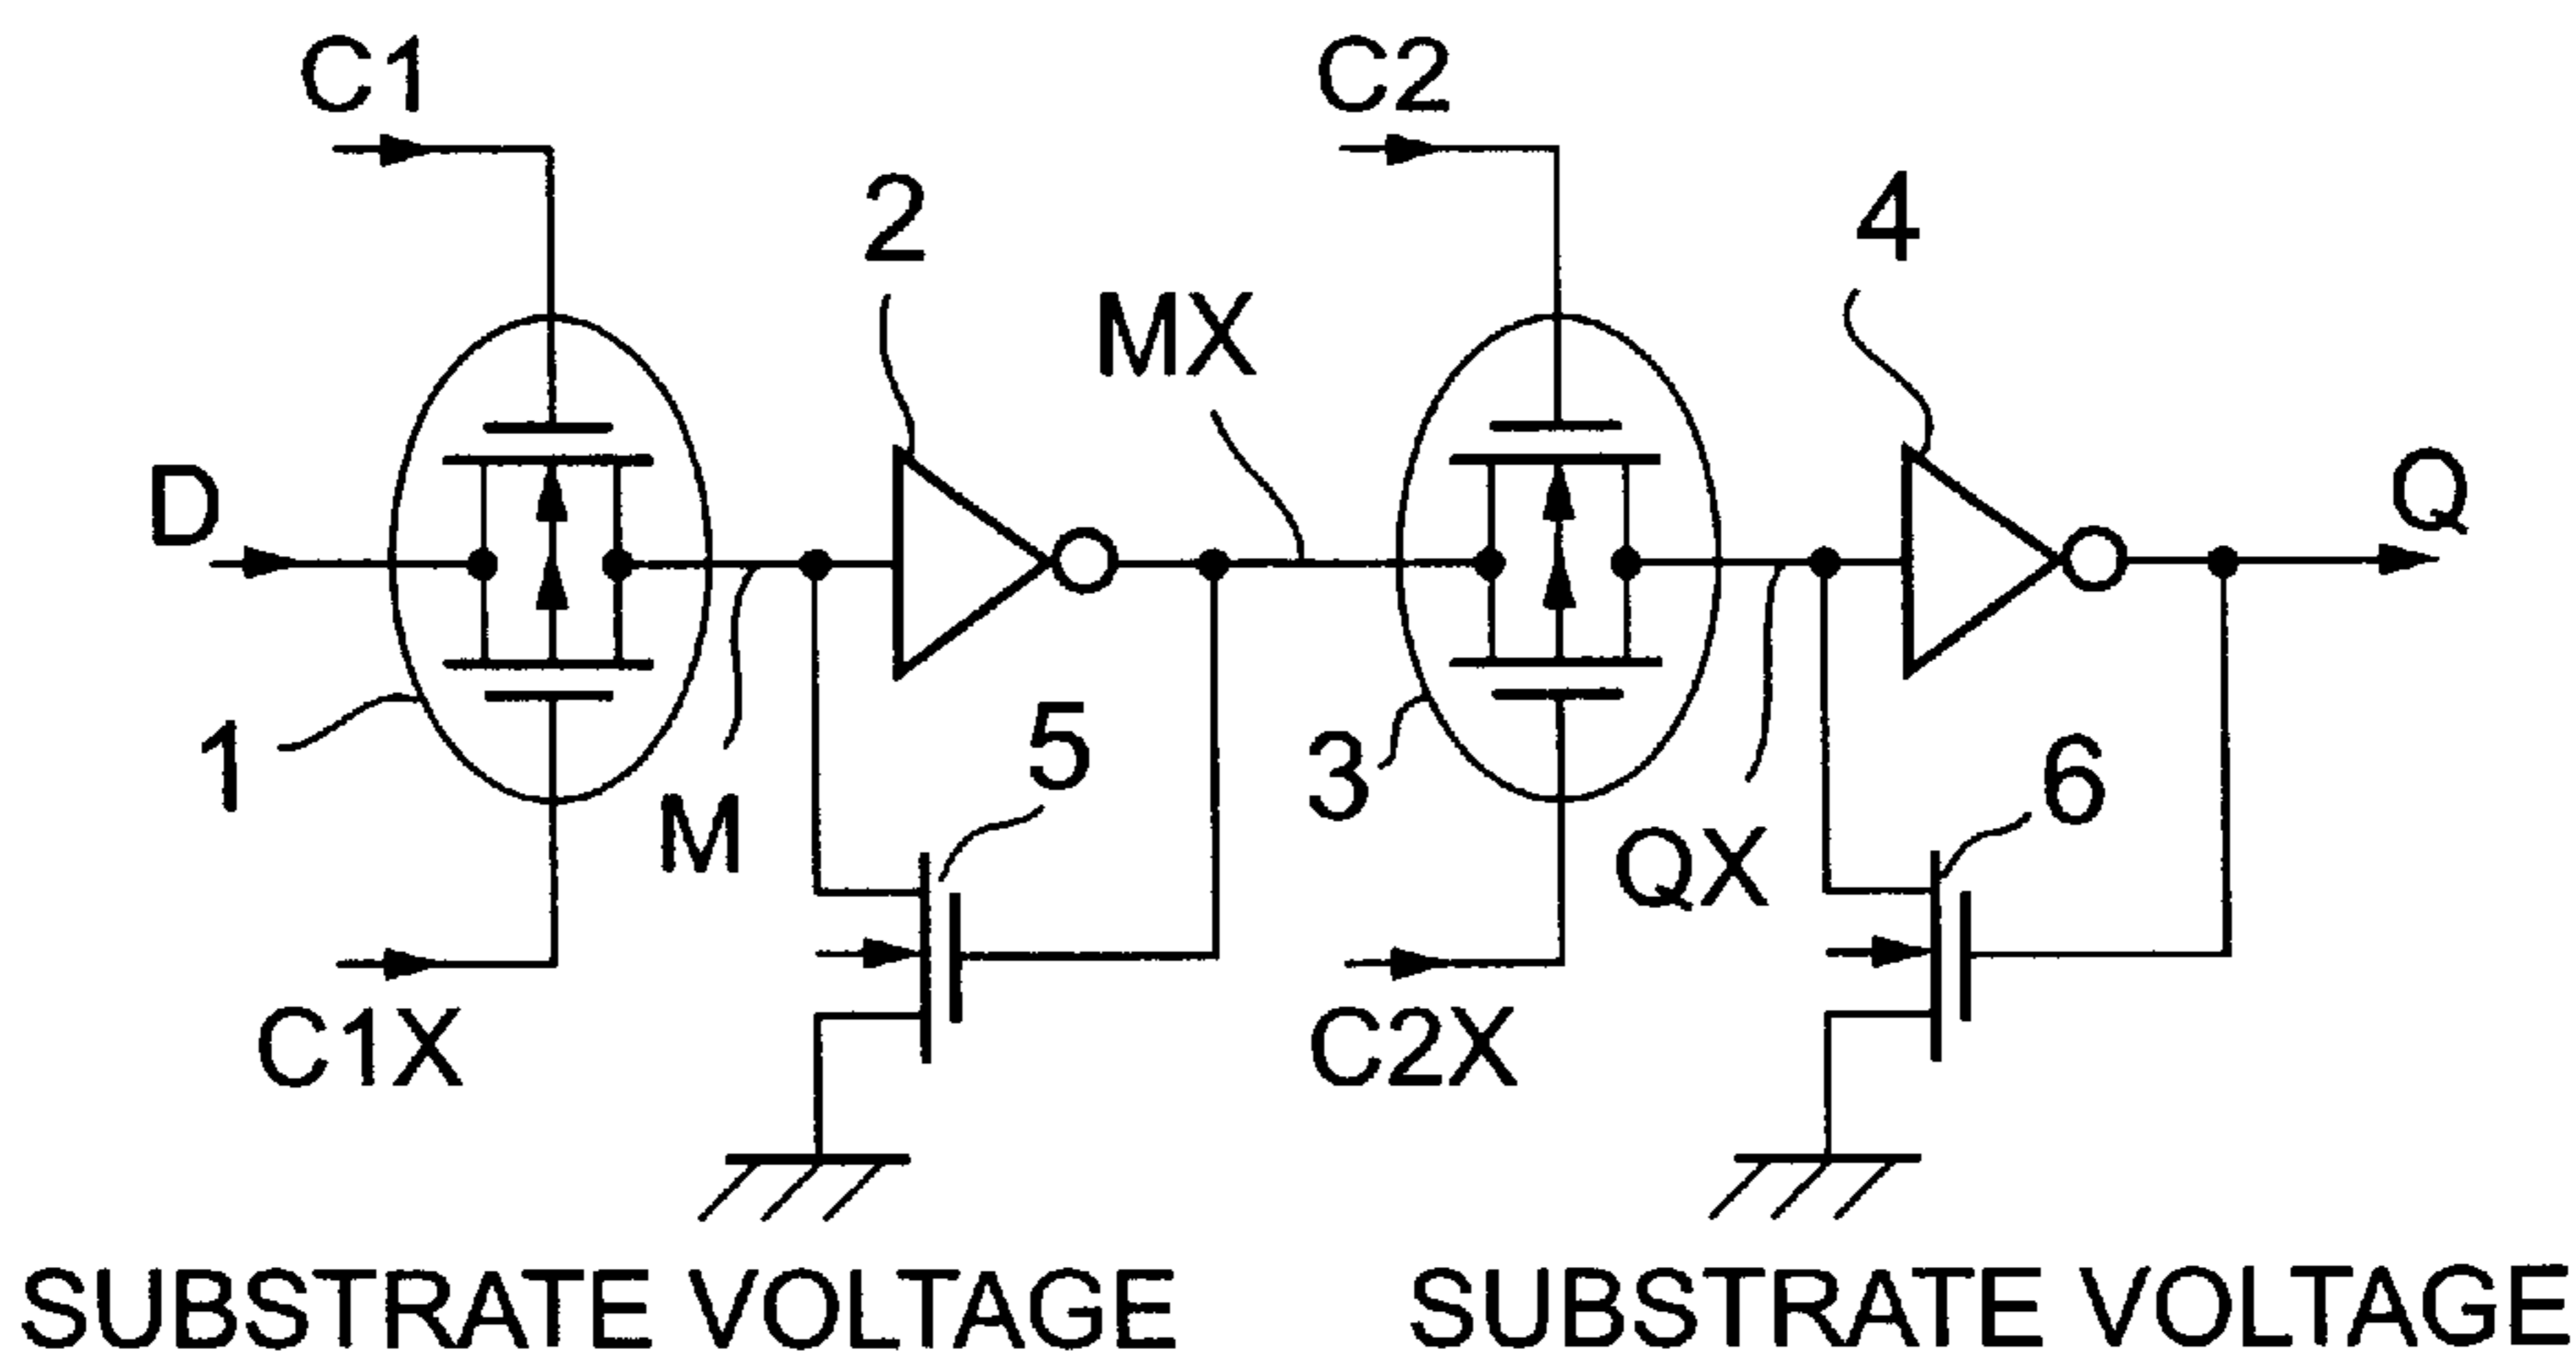 C1
C2
2
4
MX
D
Q
1
5
3
6
M
QX
C1X
C2X
SUBSTRATE VOLTAGE
SUBSTRATE VOLTAGE